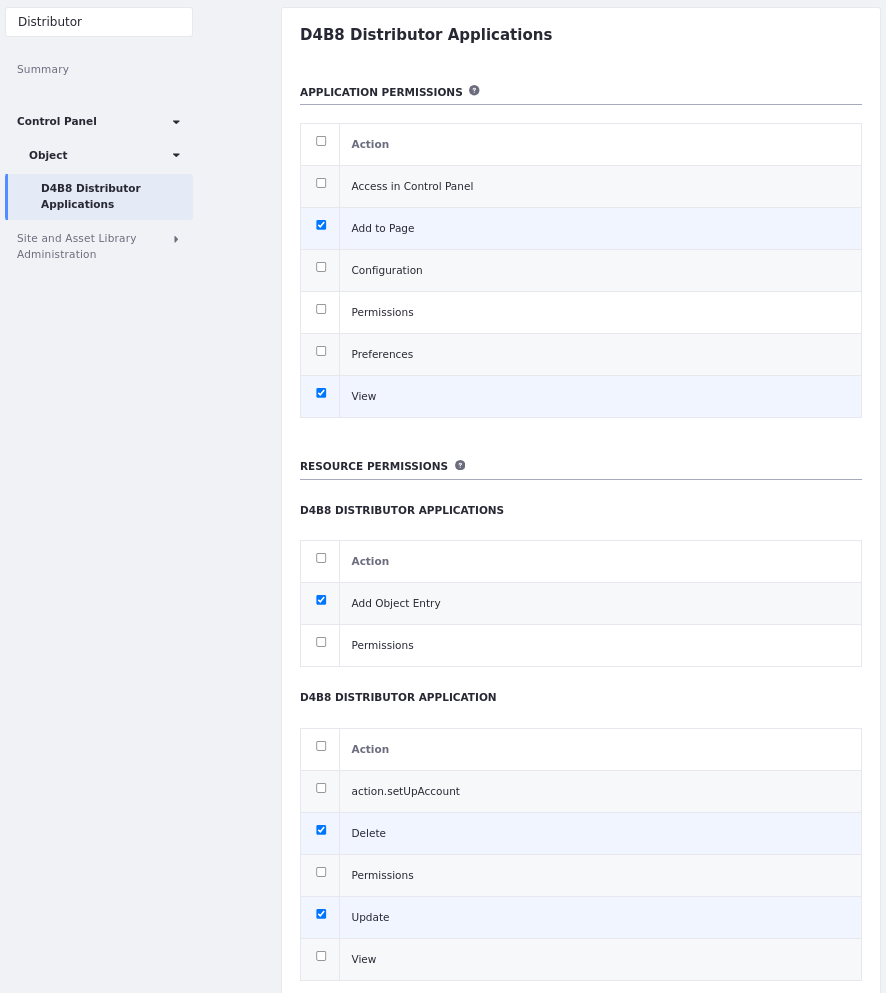 Distributor
Summary
Control Panel
Object
D4B8 Distributor
Applications
Site and Asset Library
Administration
D4B8 Distributor Applications
APPLICATION PERMISSIONS ?
Action
Access in Control Panel
Add to Page
Configuration
Permissions
Preferences
View
RESOURCE PERMISSIONS ?
D4B8 DISTRIBUTOR APPLICATIONS
Action
Add Object Entry
Permissions
D4B8 DISTRIBUTOR APPLICATION
Action
action.setUpAccount
Delete
Permissions
Update
View